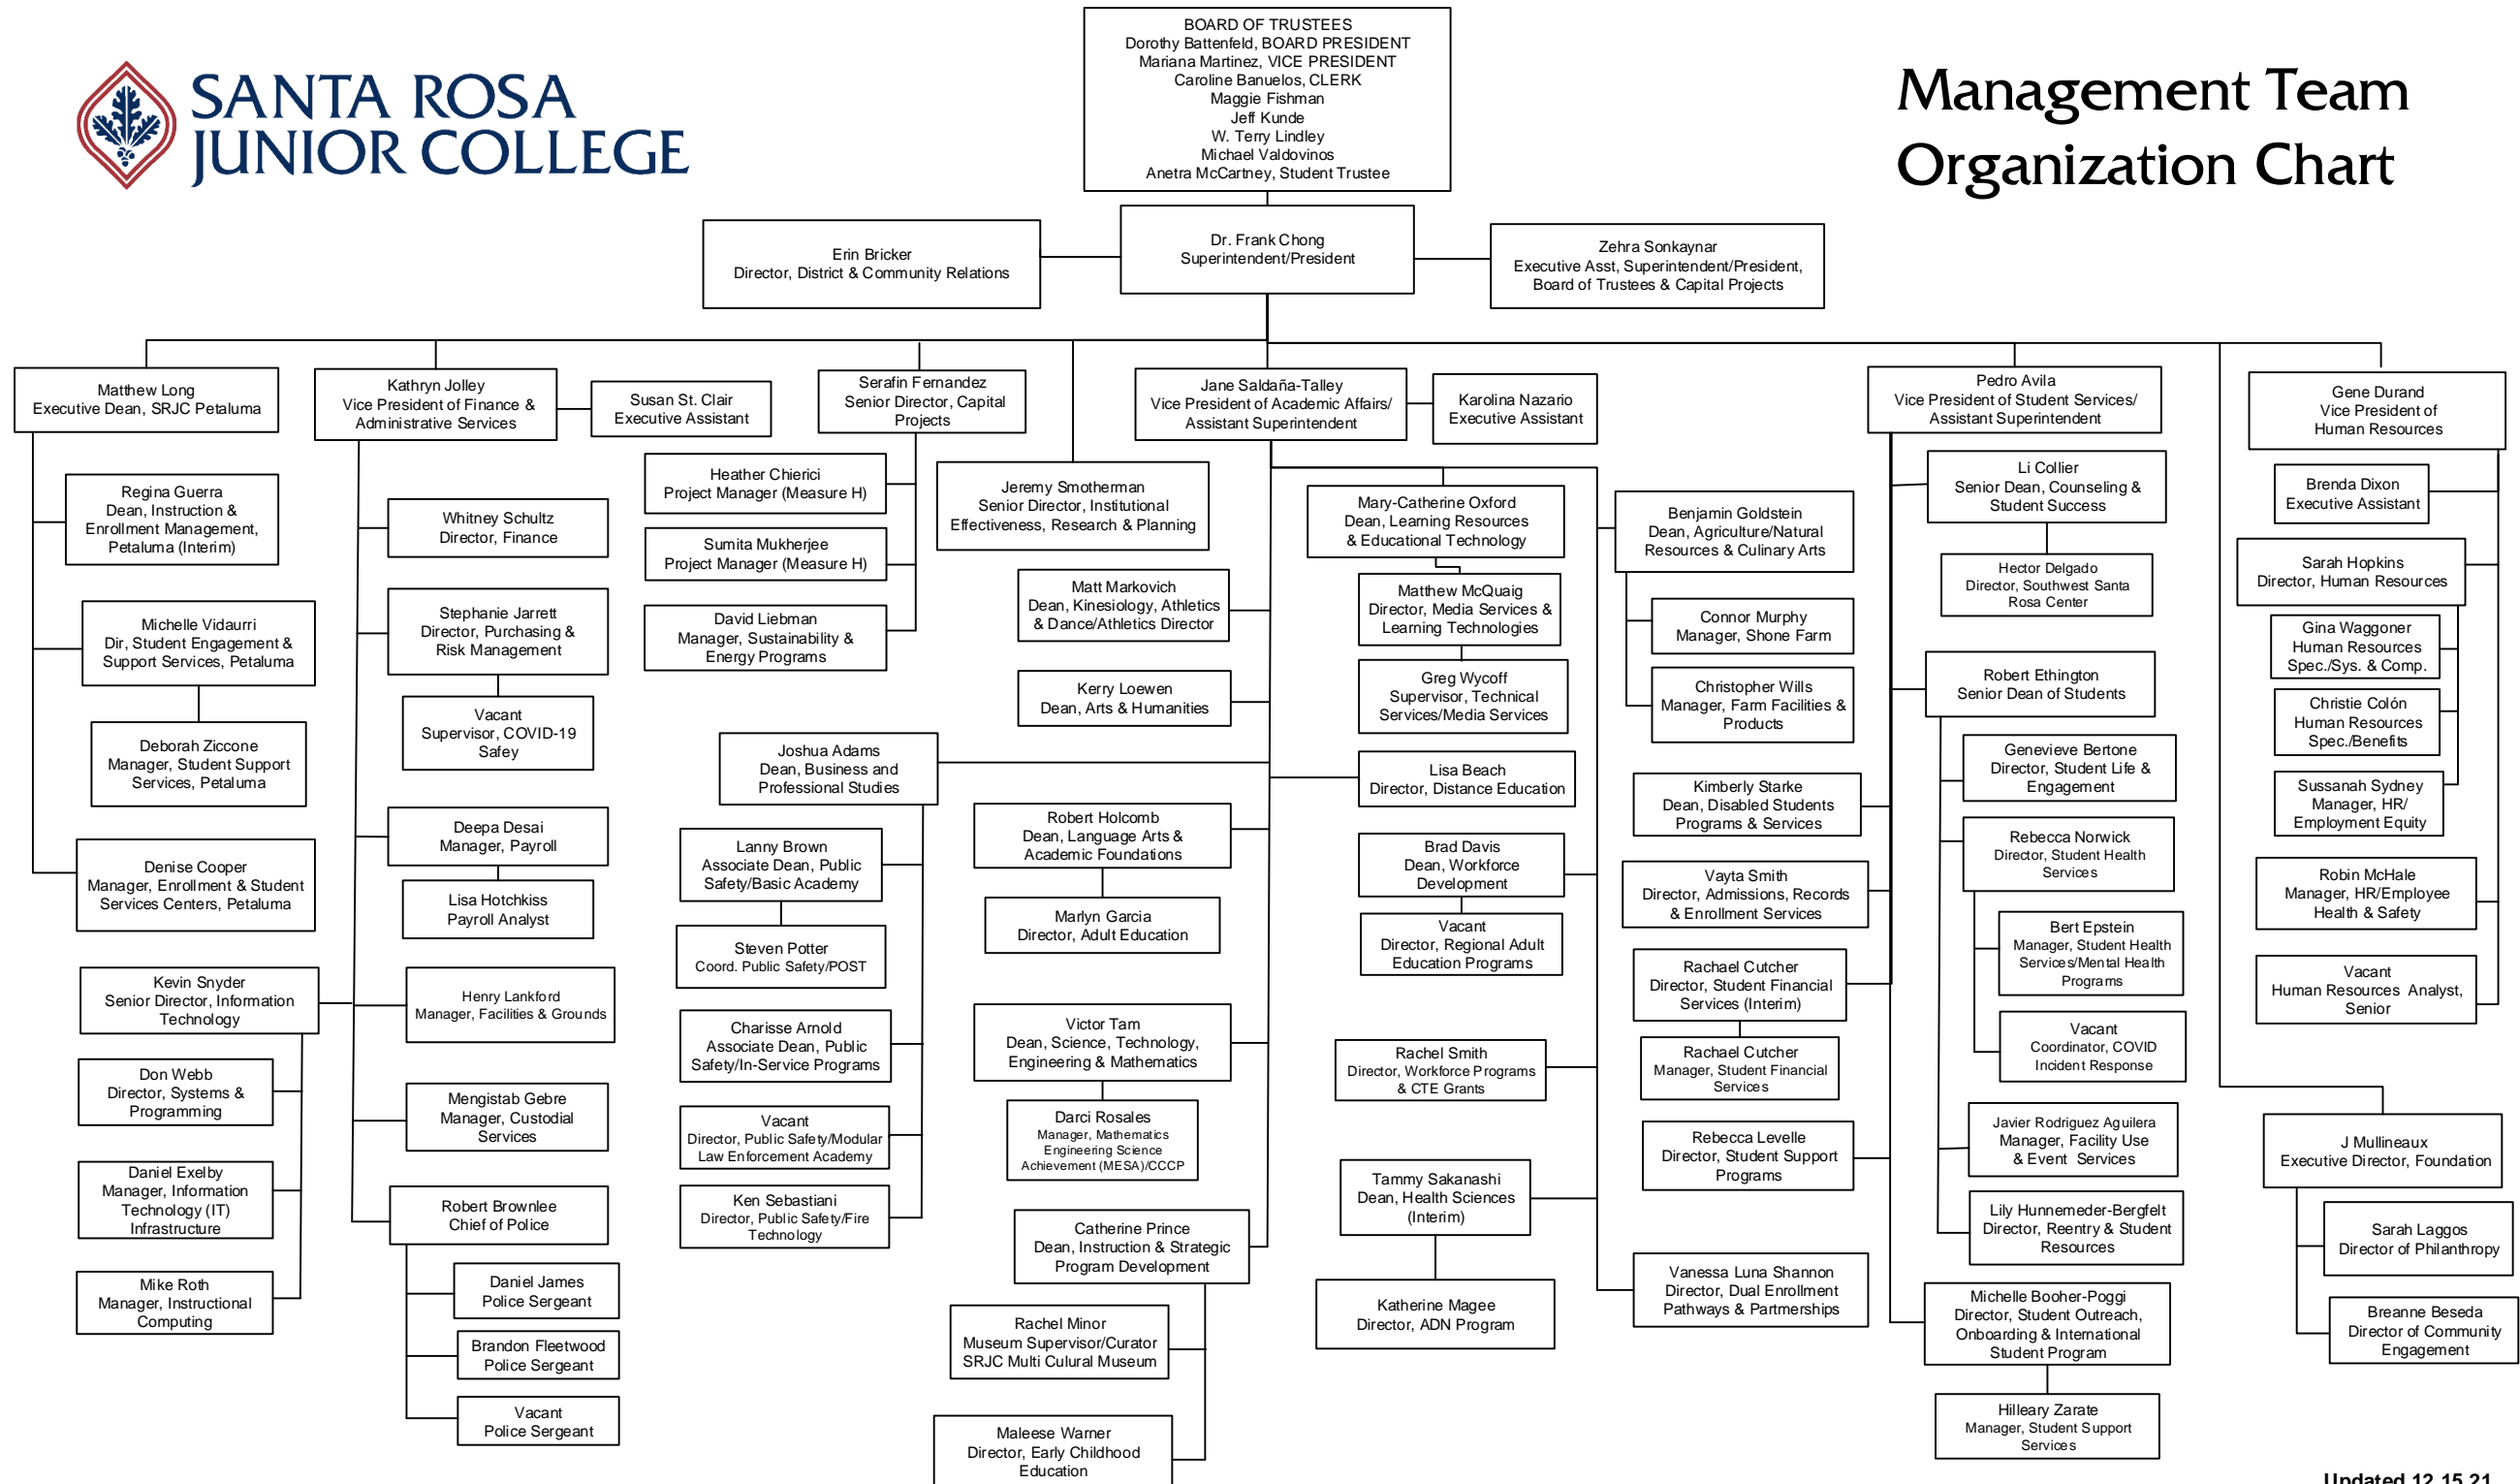 SANTA ROSA
JUNIOR COLLEGE
Management Team
Organization Chart
BOARD OF TRUSTEES
Dorothy Battenfeld, BOARD PRESIDENT
Mariana Martinez, VICE PRESIDENT
Caroline Banuelos, CLERK
Maggie Fishman
Jeff Kunde
W. Terry Lindley
Michael Valdovinos
Anetra McCartney, Student Trustee
Erin Bricker
Director, District & Community Relations
Dr. Frank Chong
Superintendent/President
Zehra Sonkaynar
Executive Asst, Superintendent/President,
Board of Trustees & Capital Projects
Matthew Long
Executive Dean, SRJC Petaluma
Regina Guerra
Dean, Instruction &
Enrollment Management,
Petaluma (Interim)
Michelle Vidaurri
Dir, Student Engagement &
Support Services, Petaluma
Deborah Ziccone
Manager, Student Support
Services, Petaluma
Denise Cooper
Manager, Enrollment & Student
Services Centers, Petaluma
Kathryn Jolley
Vice President of Finance &
Administrative Services
Susan St. Clair
Executive Assistant
Whitney Schultz
Director, Finance
Stephanie Jarrett
Director, Purchasing &
Risk Management
Vacant
Supervisor, COVID-19
Safey
Deepa Desai
Manager, Payroll
Lisa Hotchkiss
Payroll Analyst
Kevin Snyder
Senior Director, Information
Technology
Don Webb
Director, Systems &
Programming
Daniel Exelby
Manager, Information
Technology (IT)
Infrastructure
Mike Roth
Manager, Instructional
Computing
Henry Lankford
Manager, Facilities & Grounds
Mengistab Gebre
Manager, Custodial
Services
Robert Brownlee
Chief of Police
Daniel James
Police Sergeant
Brandon Fleetwood
Police Sergeant
Vacant
Police Sergeant
Serafin Fernandez
Senior Director, Capital
Projects
Heather Chierici
Project Manager (Measure H)
Sumita Mukherjee
Project Manager (Measure H)
David Liebman
Manager, Sustainability &
Energy Programs
Jeremy Smotherman
Senior Director, Institutional
Effectiveness, Research & Planning
Jane Saldaña-Talley
Vice President of Academic Affairs/
Assistant Superintendent
Karolina Nazario
Executive Assistant
Matt Markovich
Dean, Kinesiology, Athletics
& Dance/Athletics Director
Kerry Loewen
Dean, Arts & Humanities
Joshua Adams
Dean, Business and
Professional Studies
Lanny Brown
Associate Dean, Public
Safety/Basic Academy
Steven Potter
Coord. Public Safety/POST
Charisse Arnold
Associate Dean, Public
Safety/In-Service Programs
Vacant
Director, Public Safety/Modular
Law Enforcement Academy
Ken Sebastiani
Director, Public Safety/Fire
Technology
Robert Holcomb
Dean, Language Arts &
Academic Foundations
Marlyn Garcia
Director, Adult Education
Victor Tam
Dean, Science, Technology,
Engineering & Mathematics
Darci Rosales
Manager, Mathematics
Engineering Science
Achievement (MESA)/CCCP
Catherine Prince
Dean, Instruction & Strategic
Program Development
Rachel Minor
Museum Supervisor/Curator
SRJC Multi Culural Museum
Maleese Warner
Director, Early Childhood
Education
Mary-Catherine Oxford
Dean, Learning Resources
& Educational Technology
Matthew McQuaig
Director, Media Services &
Learning Technologies
Greg Wycoff
Supervisor, Technical
Services/Media Services
Lisa Beach
Director, Distance Education
Brad Davis
Dean, Workforce
Development
Vacant
Director, Regional Adult
Education Programs
Rachel Smith
Director, Workforce Programs
& CTE Grants
Tammy Sakanashi
Dean, Health Sciences
(Interim)
Katherine Magee
Director, ADN Program
Benjamin Goldstein
Dean, Agriculture/Natural
Resources & Culinary Arts
Connor Murphy
Manager, Shone Farm
Christopher Wills
Manager, Farm Facilities &
Products
Vanessa Luna Shannon
Director, Dual Enrollment
Pathways & Partnerships
Pedro Avila
Vice President of Student Services/
Assistant Superintendent
Li Collier
Senior Dean, Counseling &
Student Success
Hector Delgado
Director, Southwest Santa
Rosa Center
Robert Ethington
Senior Dean of Students
Genevieve Bertone
Director, Student Life &
Engagement
Rebecca Norwick
Director, Student Health
Services
Bert Epstein
Manager, Student Health
Services/Mental Health
Programs
Vacant
Coordinator, COVID
Incident Response
Javier Rodriguez Aguilera
Manager, Facility Use
& Event Services
Lily Hunnemeder-Bergfelt
Director, Reentry & Student
Resources
Kimberly Starke
Dean, Disabled Students
Programs & Services
Vayta Smith
Director, Admissions, Records
& Enrollment Services
Rachael Cutcher
Director, Student Financial
Services (Interim)
Rachael Cutcher
Manager, Student Financial
Services
Rebecca Levelle
Director, Student Support
Programs
Michelle Booher-Poggi
Director, Student Outreach,
Onboarding & International
Student Program
Hilleary Zarate
Manager, Student Support
Services
Gene Durand
Vice President of
Human Resources
Brenda Dixon
Executive Assistant
Sarah Hopkins
Director, Human Resources
Gina Waggoner
Human Resources
Spec./Sys. & Comp.
Christie Colón
Human Resources
Spec./Benefits
Sussanah Sydney
Manager, HR/
Employment Equity
Robin McHale
Manager, HR/Employee
Health & Safety
Vacant
Human Resources Analyst,
Senior
J Mullineaux
Executive Director, Foundation
Sarah Laggos
Director of Philanthropy
Breanne Beseda
Director of Community
Engagement
Updated 12.15.21